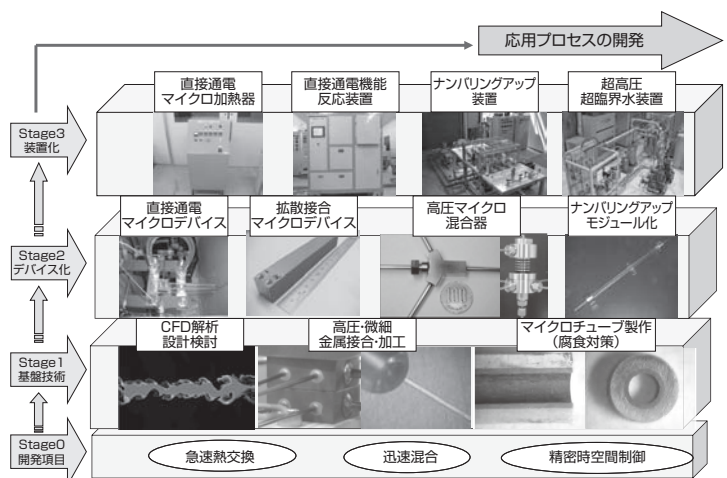 応用プロセスの開発
Stage3
装置化
直接通電
マイクロ加熱器
直接通電機能
反応装置
ナンバリングアップ
装置
超高圧
超臨界水装置
Stage2
デバイス化
直接通電
マイクロデバイス
拡散接合
マイクロデバイス
高圧マイクロ
混合器
ナンバリングアップ
モジュール化
Stage1
基盤技術
CFD解析
設計検討
高圧・微細
金属接合・加工
マイクロチューブ製作
(腐食対策)
Stage0
開発項目
急速熱交換
迅速混合
精密時空間制御